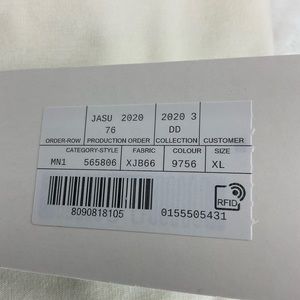 JASU 2020 2020 3
76 DD
ORDER-ROW PRODUCTION ORDER COLLECTION CUSTOMER
CATEGORY-STYLE FABRIC COLOUR SIZE
MN1 565806 XJB66 9756 XL
8090818105 0155505431
RFID